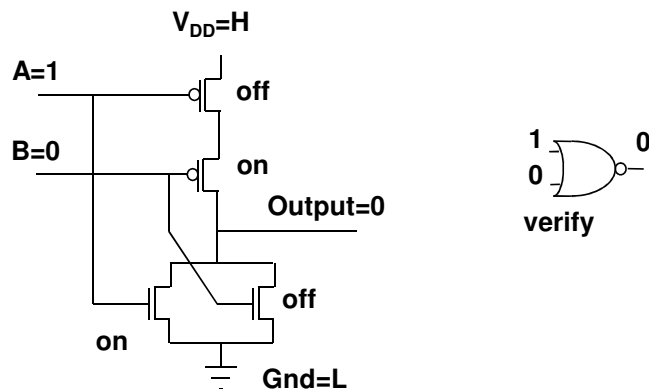 V_DD=H
A=1
off
B=0
on
Output=0
off
on
Gnd=L
1
0
0
verify